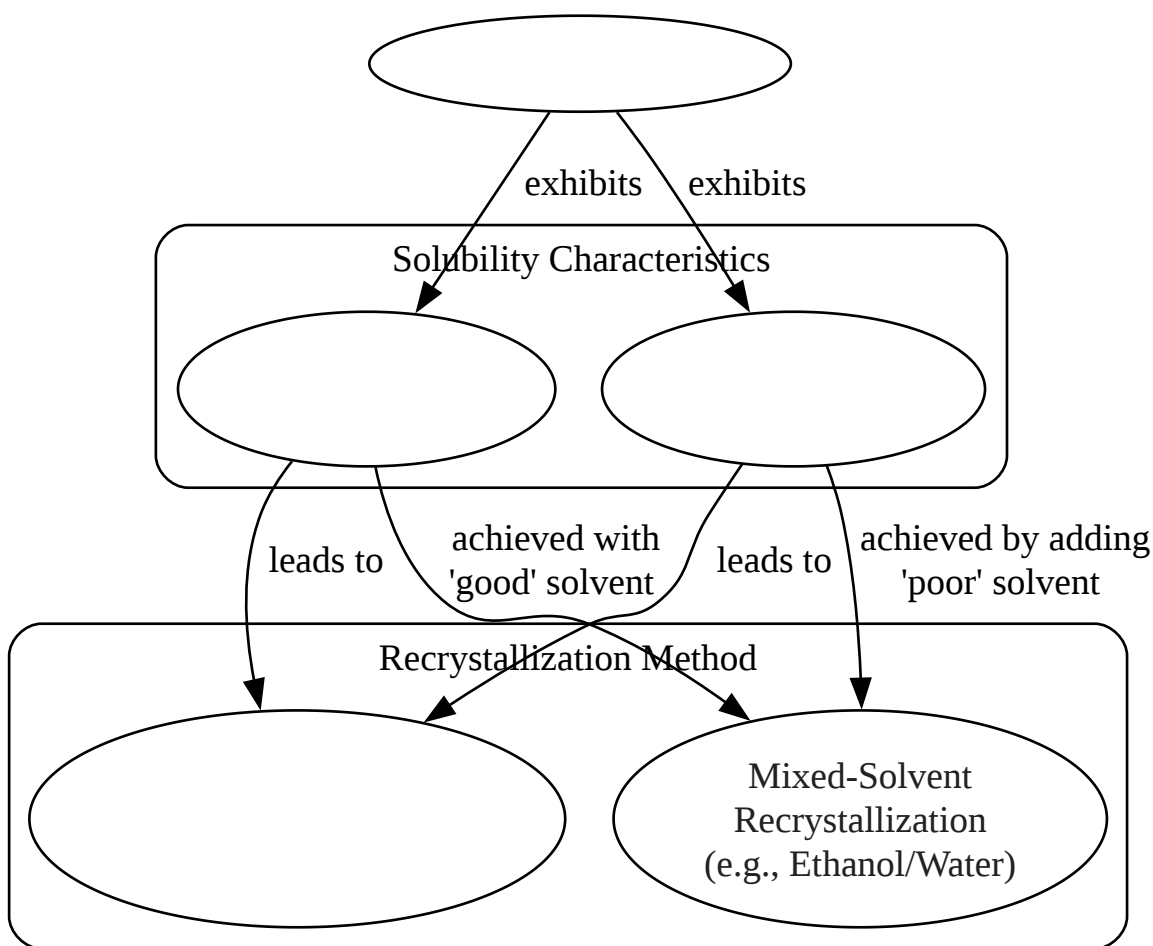 exhibits
exhibits
Solubility Characteristics
leads to
achieved with
'good' solvent
leads to
achieved by adding
'poor' solvent
Recrystallization Method
Mixed-Solvent
Recrystallization
(e.g., Ethanol/Water)